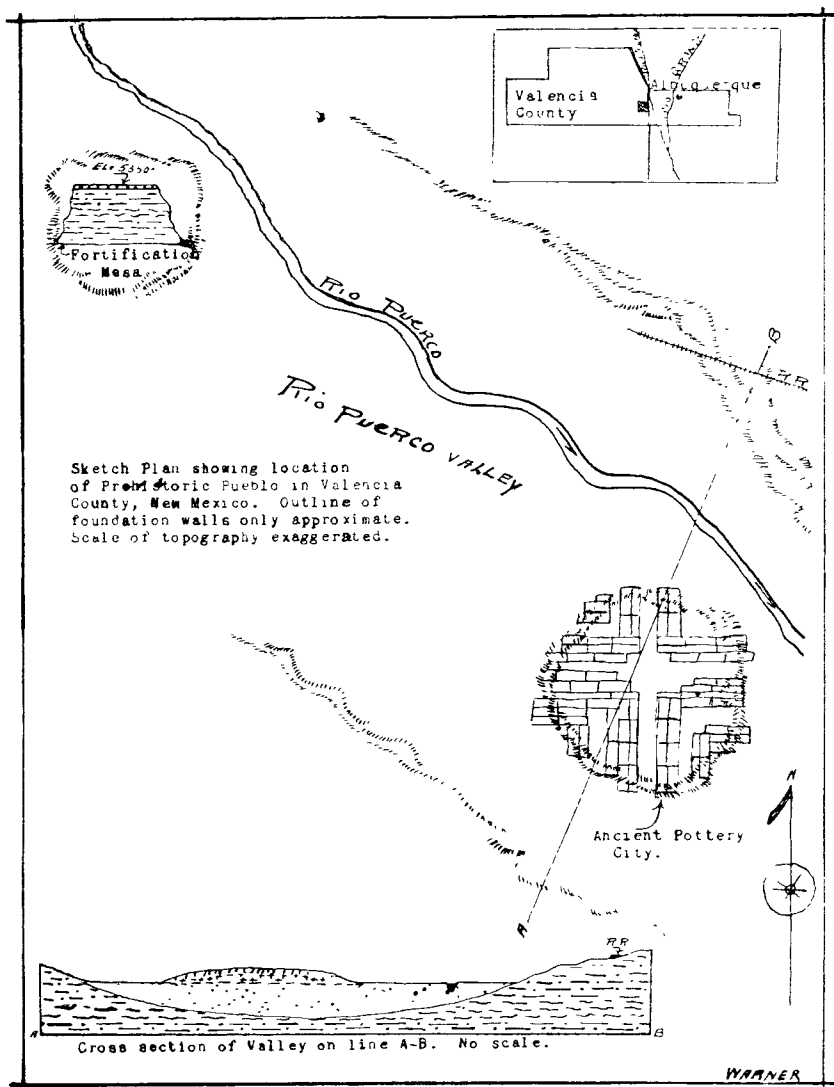 Valencia
County
Albuquerque
El. 5350
Fortification
Mesa
Rio Puerco
Rio Puerco Valley
B
R.R.
Sketch Plan showing location
of Prehistoric Pueblo in Valencia
County, New Mexico. Outline of
foundation walls only approximate.
Scale of topography exaggerated.
N
Ancient Pottery
City.
A
R.R
A
B
Cross section of Valley on line A-B. No scale.
WARNER